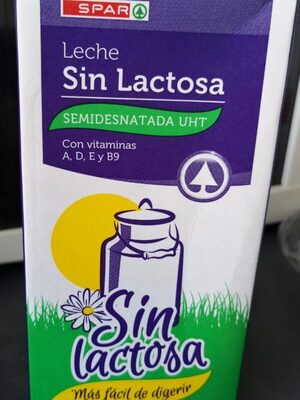 SPAR
Leche
Sin Lactosa
SEMIDESNATADA UHT
Con vitaminas
A, D, E y B9
Sin
lactosa
Más fácil de digerir